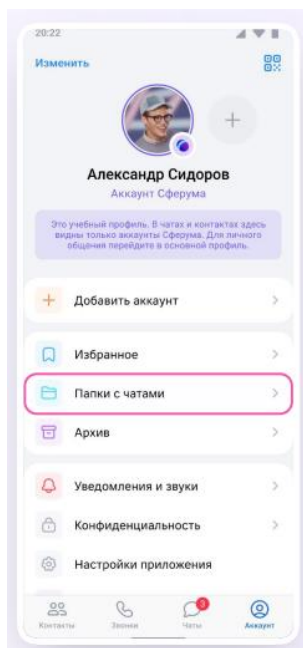 20:22
Изменить
Александр Сидоров
Аккаунт Сферума
Это учебный профиль. В чатах и контактах здесь
видны только аккаунты Сферума. Для личного
общения перейдите в основной профиль.
Добавить аккаунт
Избранное
Папки с чатами
Архив
Уведомления и звуки
Конфиденциальность
Настройки приложения
3
Контакты Звонки Чаты Аккаунт